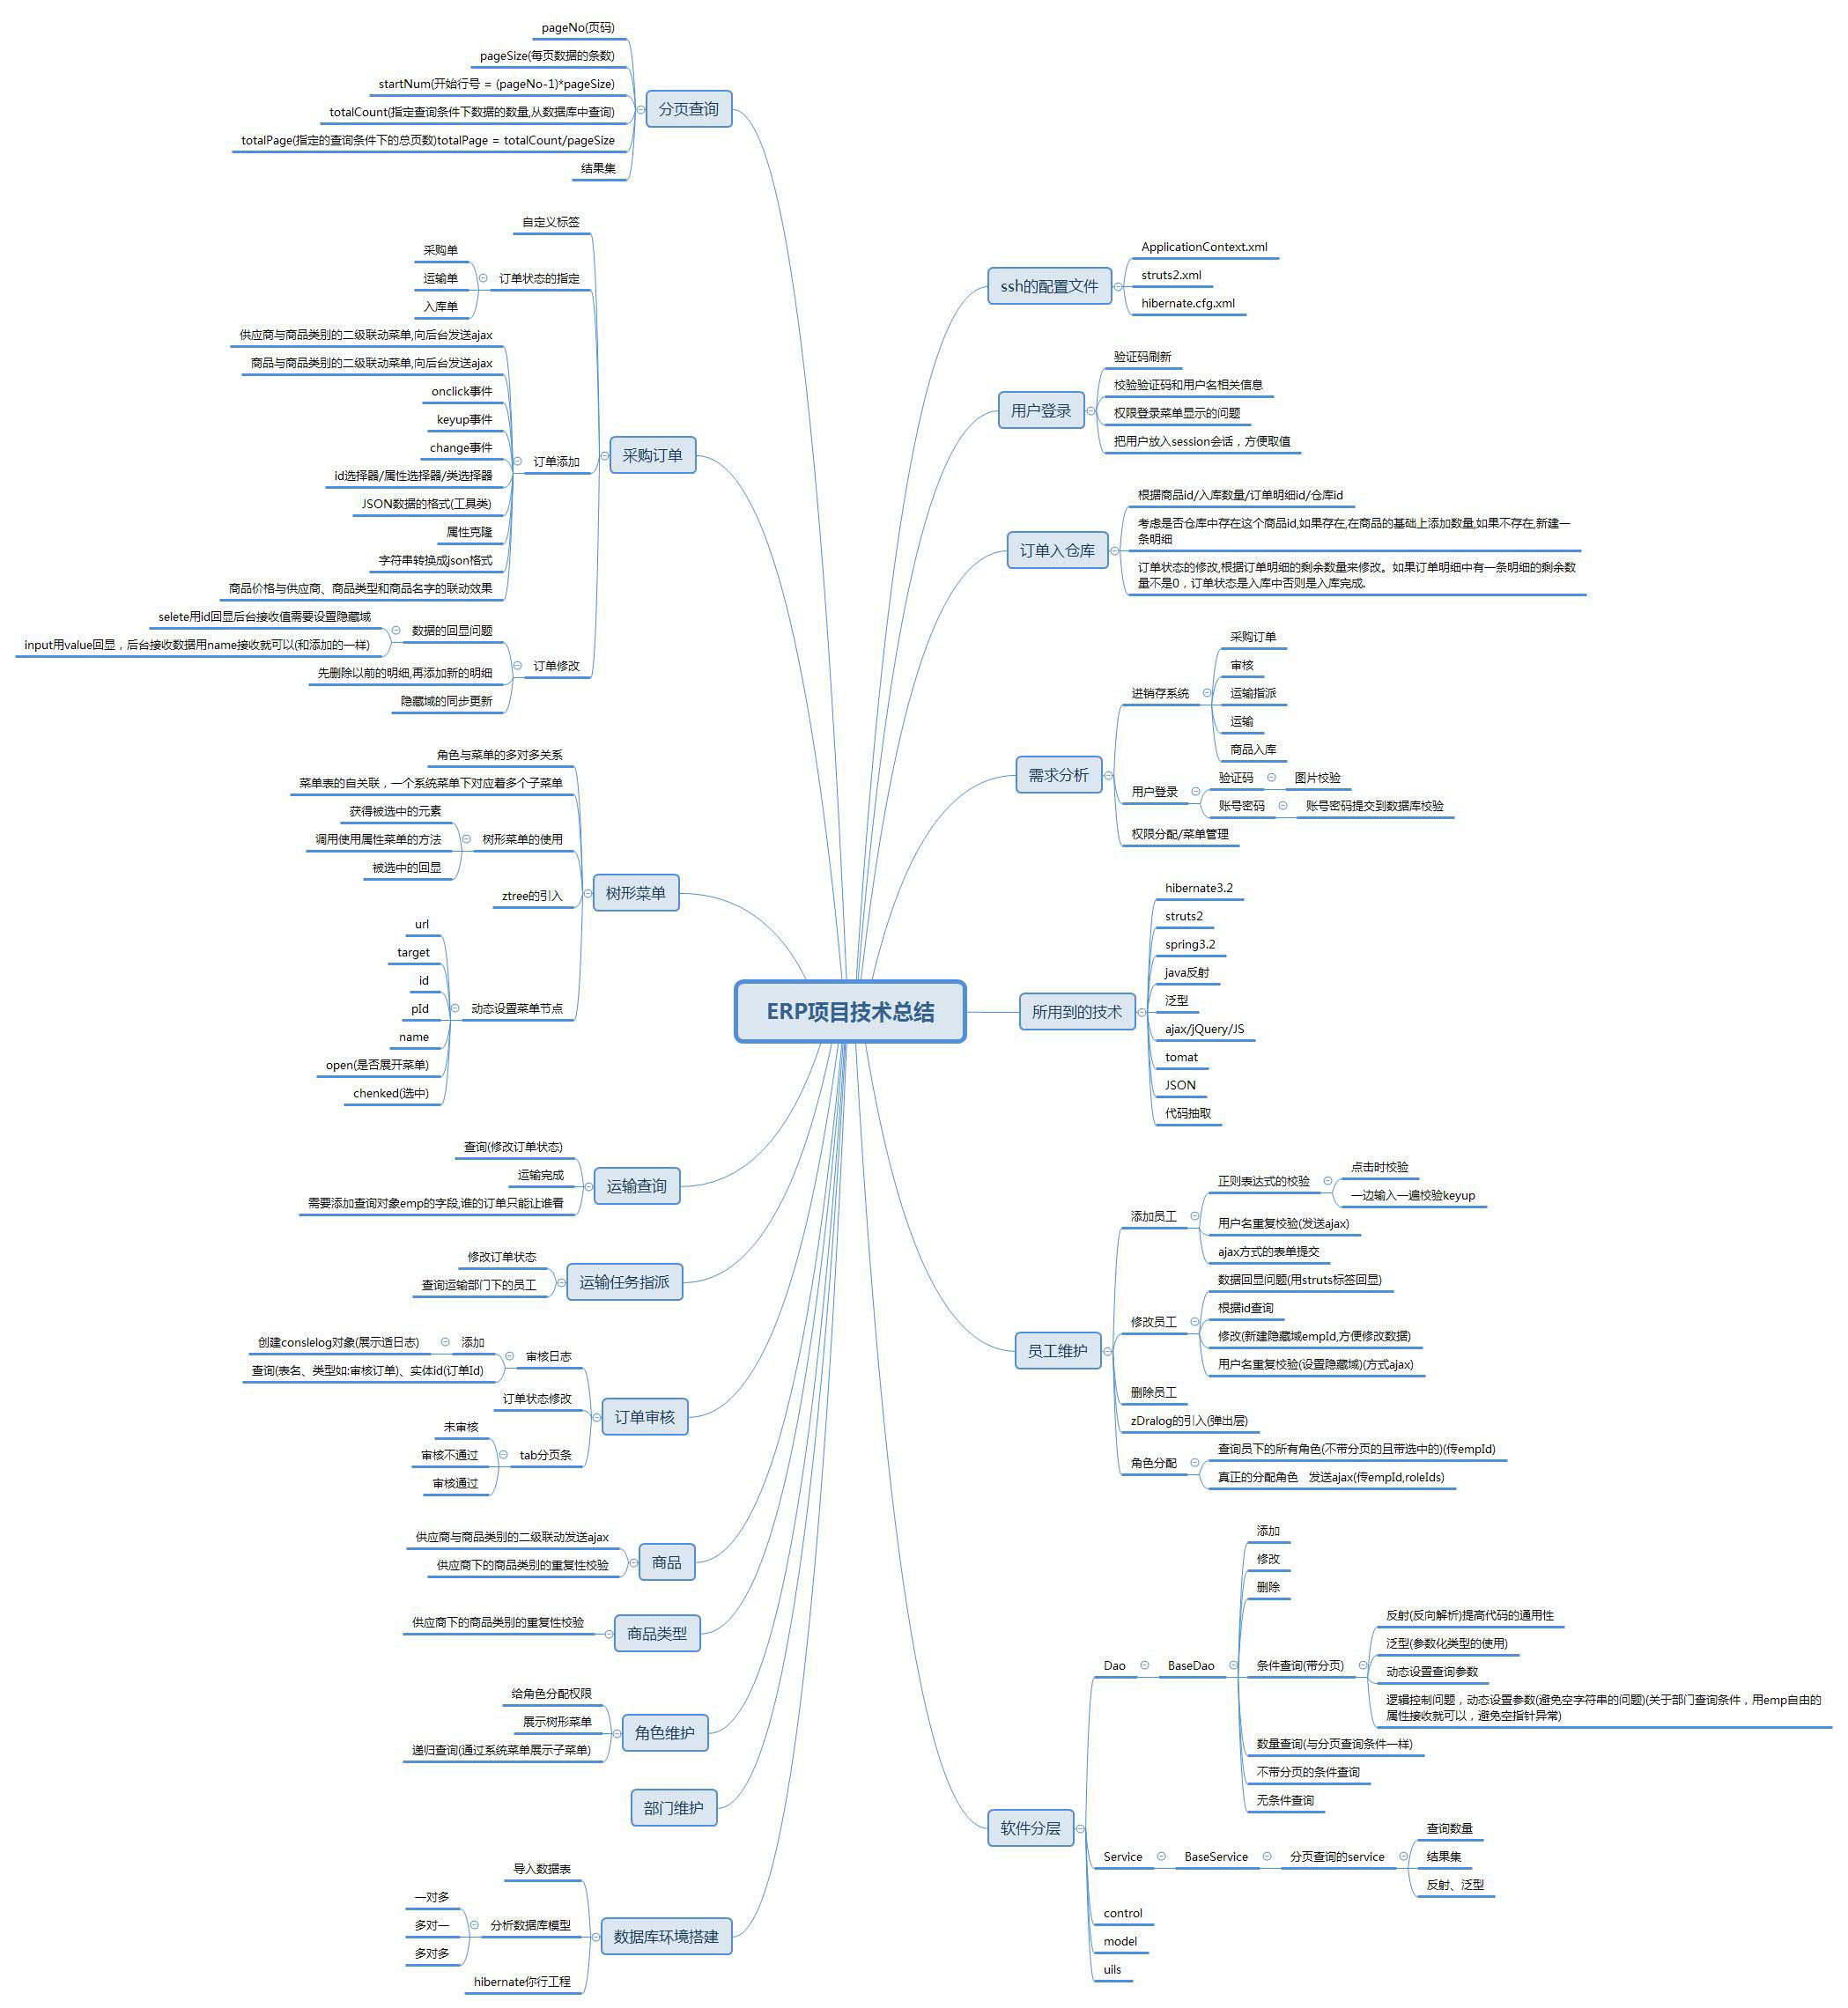 ERP项目技术总结
分页查询
pageNo(页码)
pageSize(每页数据的条数)
startNum(开始行号 = (pageNo-1)*pageSize)
totalCount(指定查询条件下数据的数量,从数据库中查询)
totalPage(指定的查询条件下的总页数)totalPage = totalCount/pageSize
结果集
采购订单
自定义标签
订单状态的指定
采购单
运输单
入库单
订单添加
供应商与商品类别的二级联动菜单,向后台发送ajax
商品与商品类别的二级联动菜单,向后台发送ajax
onclick事件
keyup事件
change事件
id选择器/属性选择器/类选择器
JSON数据的格式(工具类)
属性克隆
字符串转换成json格式
商品价格与供应商、商品类型和商品名字的联动效果
订单修改
数据的回显问题
selete用id回显后台接收值需要设置隐藏域
input用value回显，后台接收数据用name接收就可以(和添加的一样)
先删除以前的明细,再添加新的明细
隐藏域的同步更新
树形菜单
角色与菜单的多对多关系
菜单表的自关联，一个系统菜单下对应着多个子菜单
树形菜单的使用
获得被选中的元素
调用使用属性菜单的方法
被选中的回显
ztree的引入
动态设置菜单节点
url
target
id
pId
name
open(是否展开菜单)
chenked(选中)
运输查询
查询(修改订单状态)
运输完成
需要添加查询对象emp的字段,谁的订单只能让谁看
运输任务指派
修改订单状态
查询运输部门下的员工
订单审核
审核日志
添加
创建conslelog对象(展示适日志)
查询(表名、类型如:审核订单)、实体id(订单Id)
订单状态修改
tab分页条
未审核
审核不通过
审核通过
商品
供应商与商品类别的二级联动发送ajax
供应商下的商品类别的重复性校验
商品类型
供应商下的商品类别的重复性校验
角色维护
给角色分配权限
展示树形菜单
递归查询(通过系统菜单展示子菜单)
部门维护
数据库环境搭建
导入数据表
分析数据库模型
一对多
多对一
多对多
hibernate你行工程
ssh的配置文件
ApplicationContext.xml
struts2.xml
hibernate.cfg.xml
用户登录
验证码刷新
校验验证码和用户名相关信息
权限登录菜单显示的问题
把用户放入session会话，方便取值
订单入仓库
根据商品id/入库数量/订单明细id/仓库id
考虑是否仓库中存在这个商品id,如果存在,在商品的基础上添加数量,如果不存在,新建一
条明细
订单状态的修改,根据订单明细的剩余数量来修改。如果订单明细中有一条明细的剩余数
量不是0，订单状态是入库中否则是入库完成.
需求分析
进销存系统
采购订单
审核
运输指派
运输
商品入库
用户登录
验证码
图片校验
账号密码
账号密码提交到数据库校验
权限分配/菜单管理
所用到的技术
hibernate3.2
struts2
spring3.2
java反射
泛型
ajax/jQuery/JS
tomat
JSON
代码抽取
员工维护
添加员工
正则表达式的校验
点击时校验
一边输入一遍校验keyup
用户名重复校验(发送ajax)
ajax方式的表单提交
修改员工
数据回显问题(用struts标签回显)
根据id查询
修改(新建隐藏域empId,方便修改数据)
用户名重复校验(设置隐藏域)(方式ajax)
删除员工
zDralog的引入(弹出层)
角色分配
查询员下的所有角色(不带分页的且带选中的)(传empId)
真正的分配角色 发送ajax(传empId,roleIds)
软件分层
Dao
BaseDao
添加
修改
删除
条件查询(带分页)
反射(反向解析)提高代码的通用性
泛型(参数化类型的使用)
动态设置查询参数
逻辑控制问题，动态设置参数(避免空字符串的问题)(关于部门查询条件，用emp自由的
属性接收就可以，避免空指针异常)
数量查询(与分页查询条件一样)
不带分页的条件查询
无条件查询
Service
BaseService
分页查询的service
查询数量
结果集
反射、泛型
control
model
uils